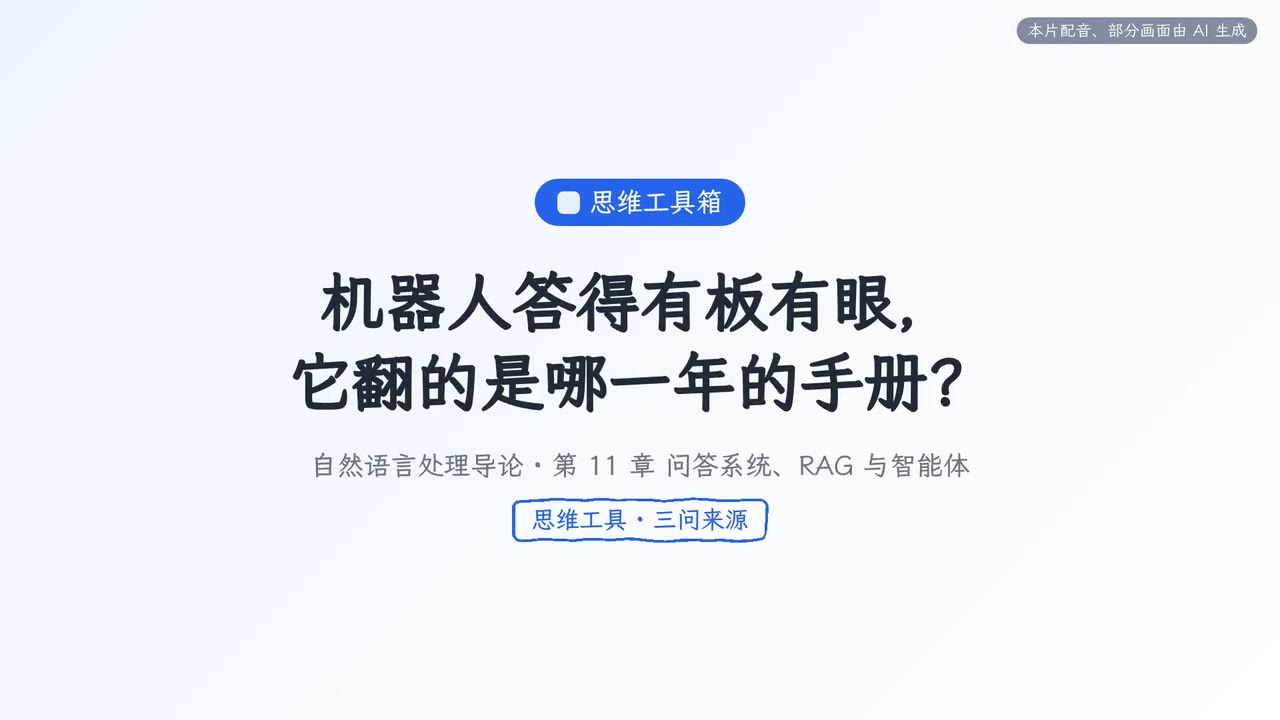 本片配音、部分画面由 AI 生成
思维工具箱
机器人答得有板有眼，
它翻的是哪一年的手册？
自然语言处理导论·第 11 章 问答系统、RAG 与智能体
思维工具·三问来源